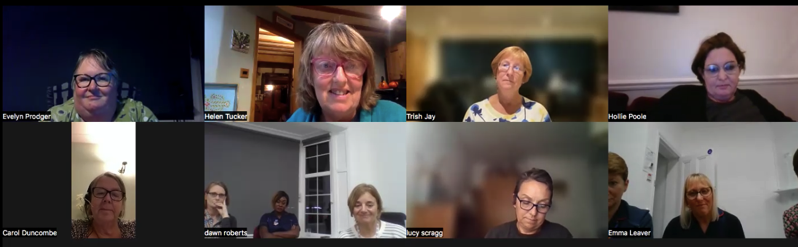 Evelyn Prodger
Helen Tucker
Trish Jay
Hollie Poole
Carol Duncombe
dawn roberts
lucy scragg
Emma Leaver